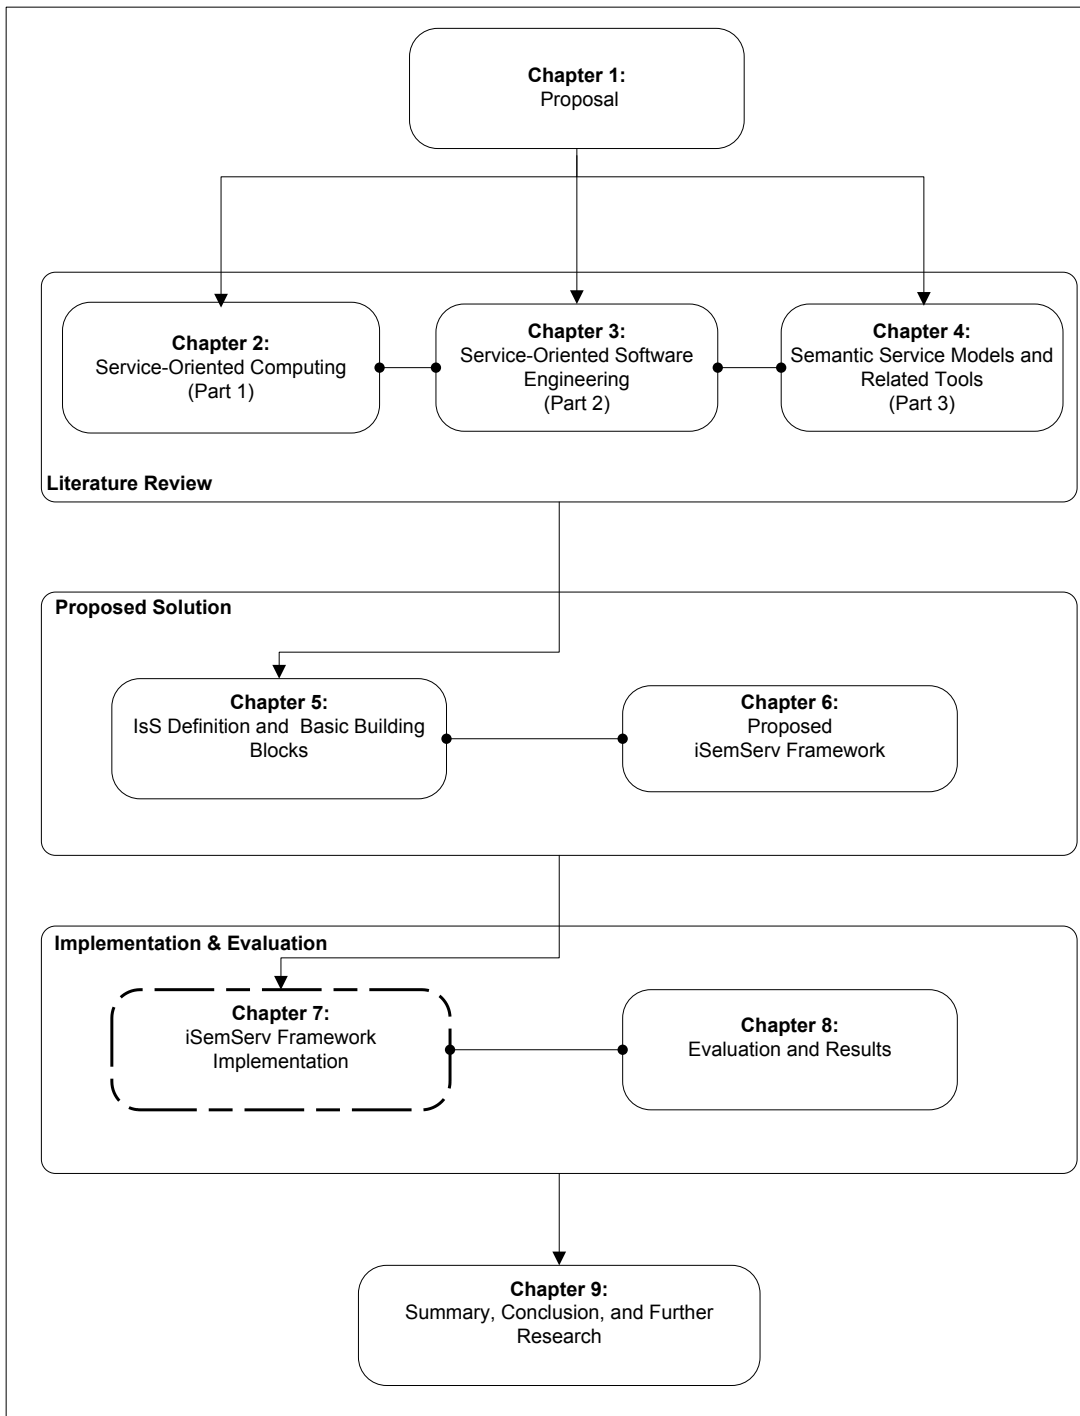 Chapter 1:
Proposal
Chapter 2:
Service-Oriented Computing
(Part 1)
Chapter 3:
Service-Oriented Software
Engineering
(Part 2)
Chapter 4:
Semantic Service Models and
Related Tools
(Part 3)
Literature Review
Proposed Solution
Chapter 5:
IsS Definition and Basic Building
Blocks
Chapter 6:
Proposed
iSemServ Framework
Implementation & Evaluation
Chapter 7:
iSemServ Framework
Implementation
Chapter 8:
Evaluation and Results
Chapter 9:
Summary, Conclusion, and Further
Research